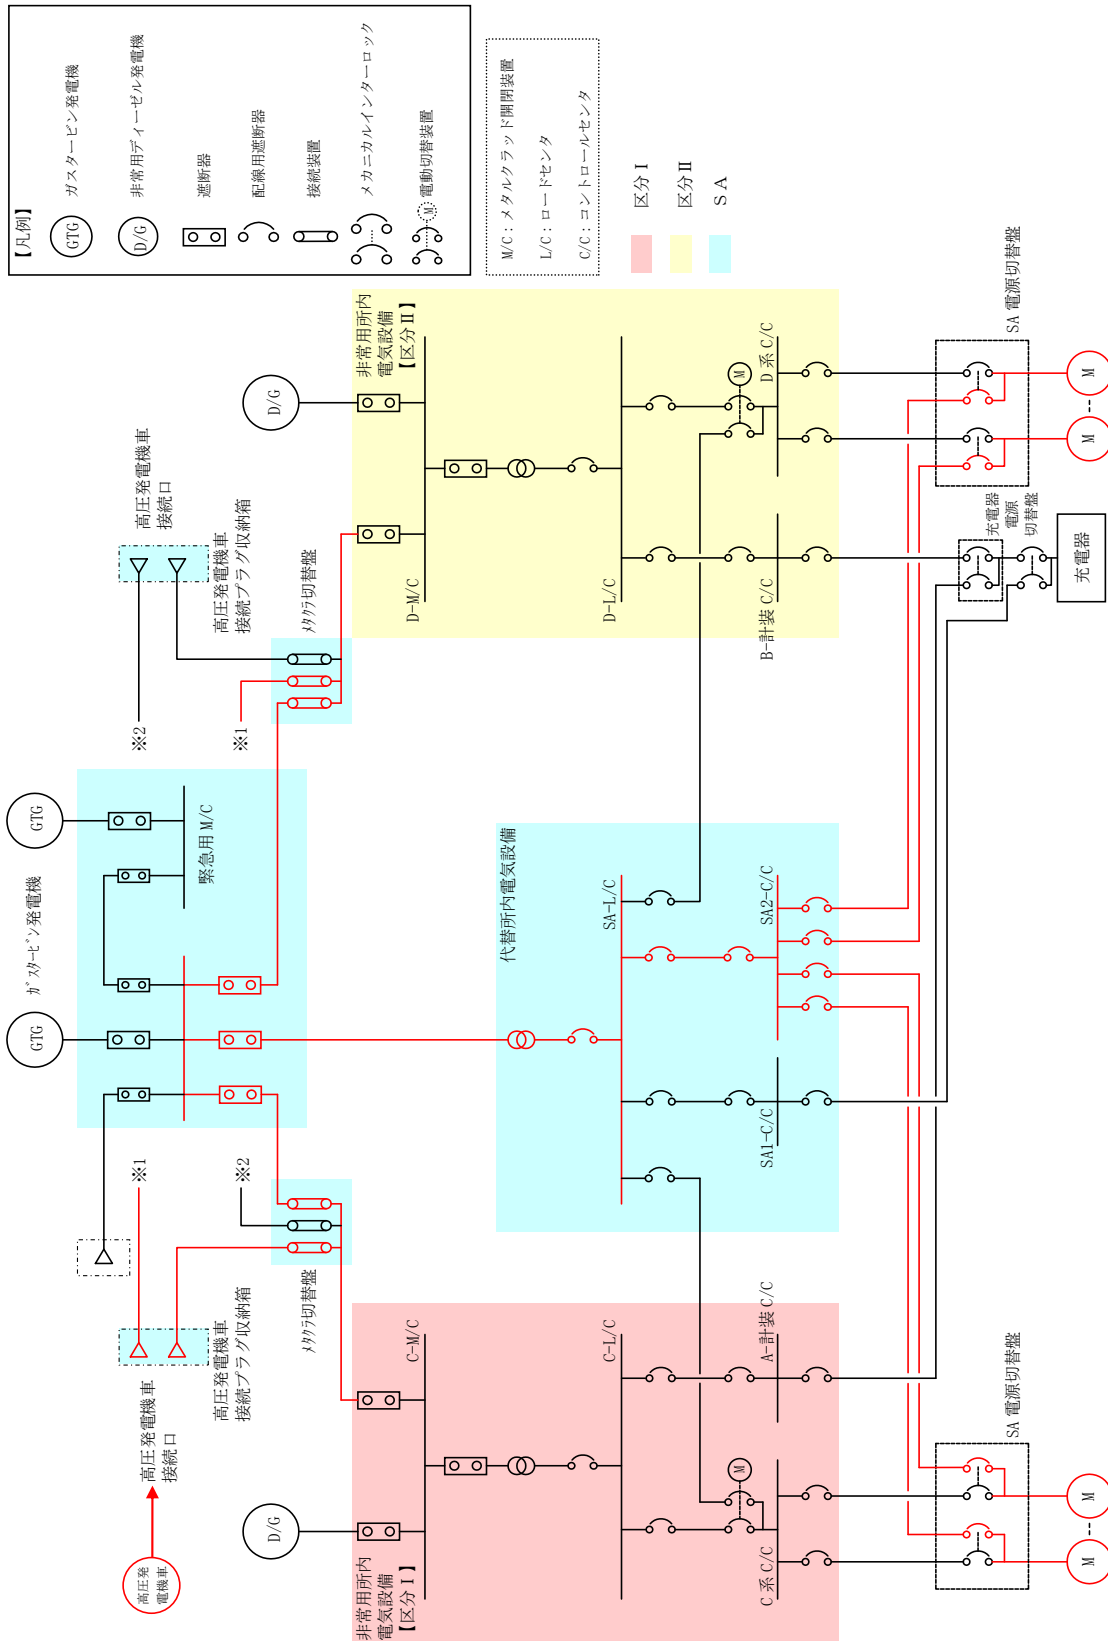 【凡例】
GTG
ガスタービン発電機
D/G
非常用ディーゼル発電機
遮断器
配線用遮断器
接続装置
メカニカルインターロック
M
電動切替装置
M/C：メタルクラッド開閉装置
L/C：ロードセンタ
C/C：コントロールセンタ
区分Ⅰ
区分Ⅱ
ＳＡ
ｶﾞｽﾀｰﾋﾞﾝ発電機
GTG
GTG
緊急用 M/C
高圧発
電機車
高圧発電機車
接続口
※1
高圧発電機車
接続プラグ収納箱
※2
ﾒﾀｸﾗ切替盤
高圧発電機車
接続口
※2
高圧発電機車
接続プラグ収納箱
※1
ﾒﾀｸﾗ切替盤
D/G
非常用所内
電気設備
【区分Ⅰ】
C-M/C
C-L/C
M
C 系 C/C
A-計装 C/C
代替所内電気設備
SA-L/C
SA1-C/C
SA2-C/C
D/G
非常用所内
電気設備
【区分Ⅱ】
D-M/C
D-L/C
M
B-計装 C/C
D 系 C/C
SA 電源切替盤
M
M
充電器
電源
切替盤
充電器
SA 電源切替盤
M
M